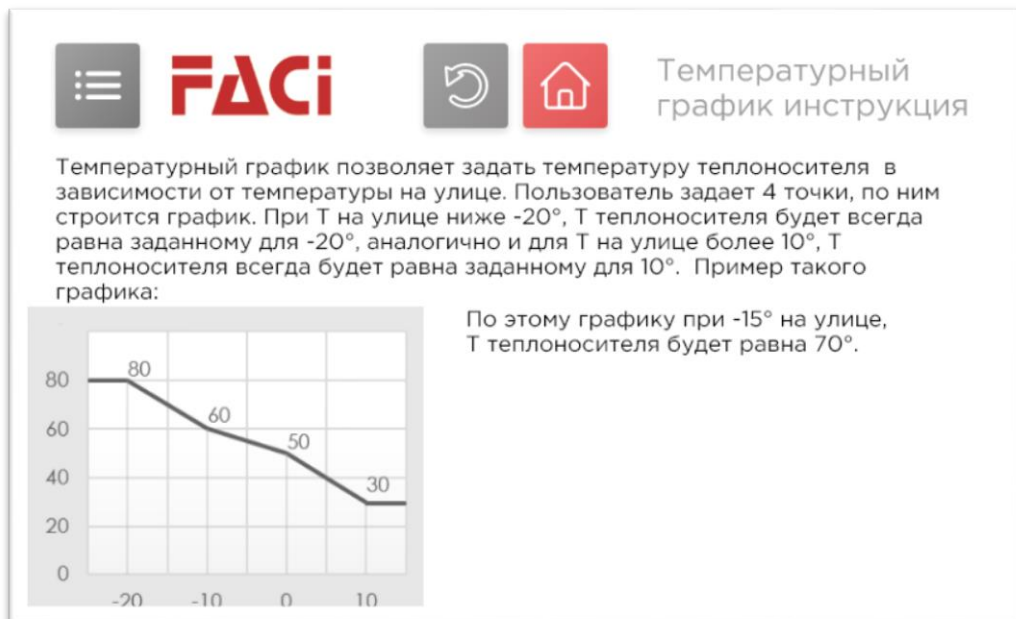 FACi
Температурный
график инструкция
Температурный график позволяет задать температуру теплоносителя в
зависимости от температуры на улице. Пользователь задает 4 точки, по ним
строится график. При Т на улице ниже -20°, Т теплоносителя будет всегда
равна заданному для -20°, аналогично и для Т на улице более 10°, Т
теплоносителя всегда будет равна заданному для 10°. Пример такого
графика:
По этому графику при -15° на улице,
Т теплоносителя будет равна 70°.
80
60
40
20
0
80
60
50
30
-20
-10
0
10